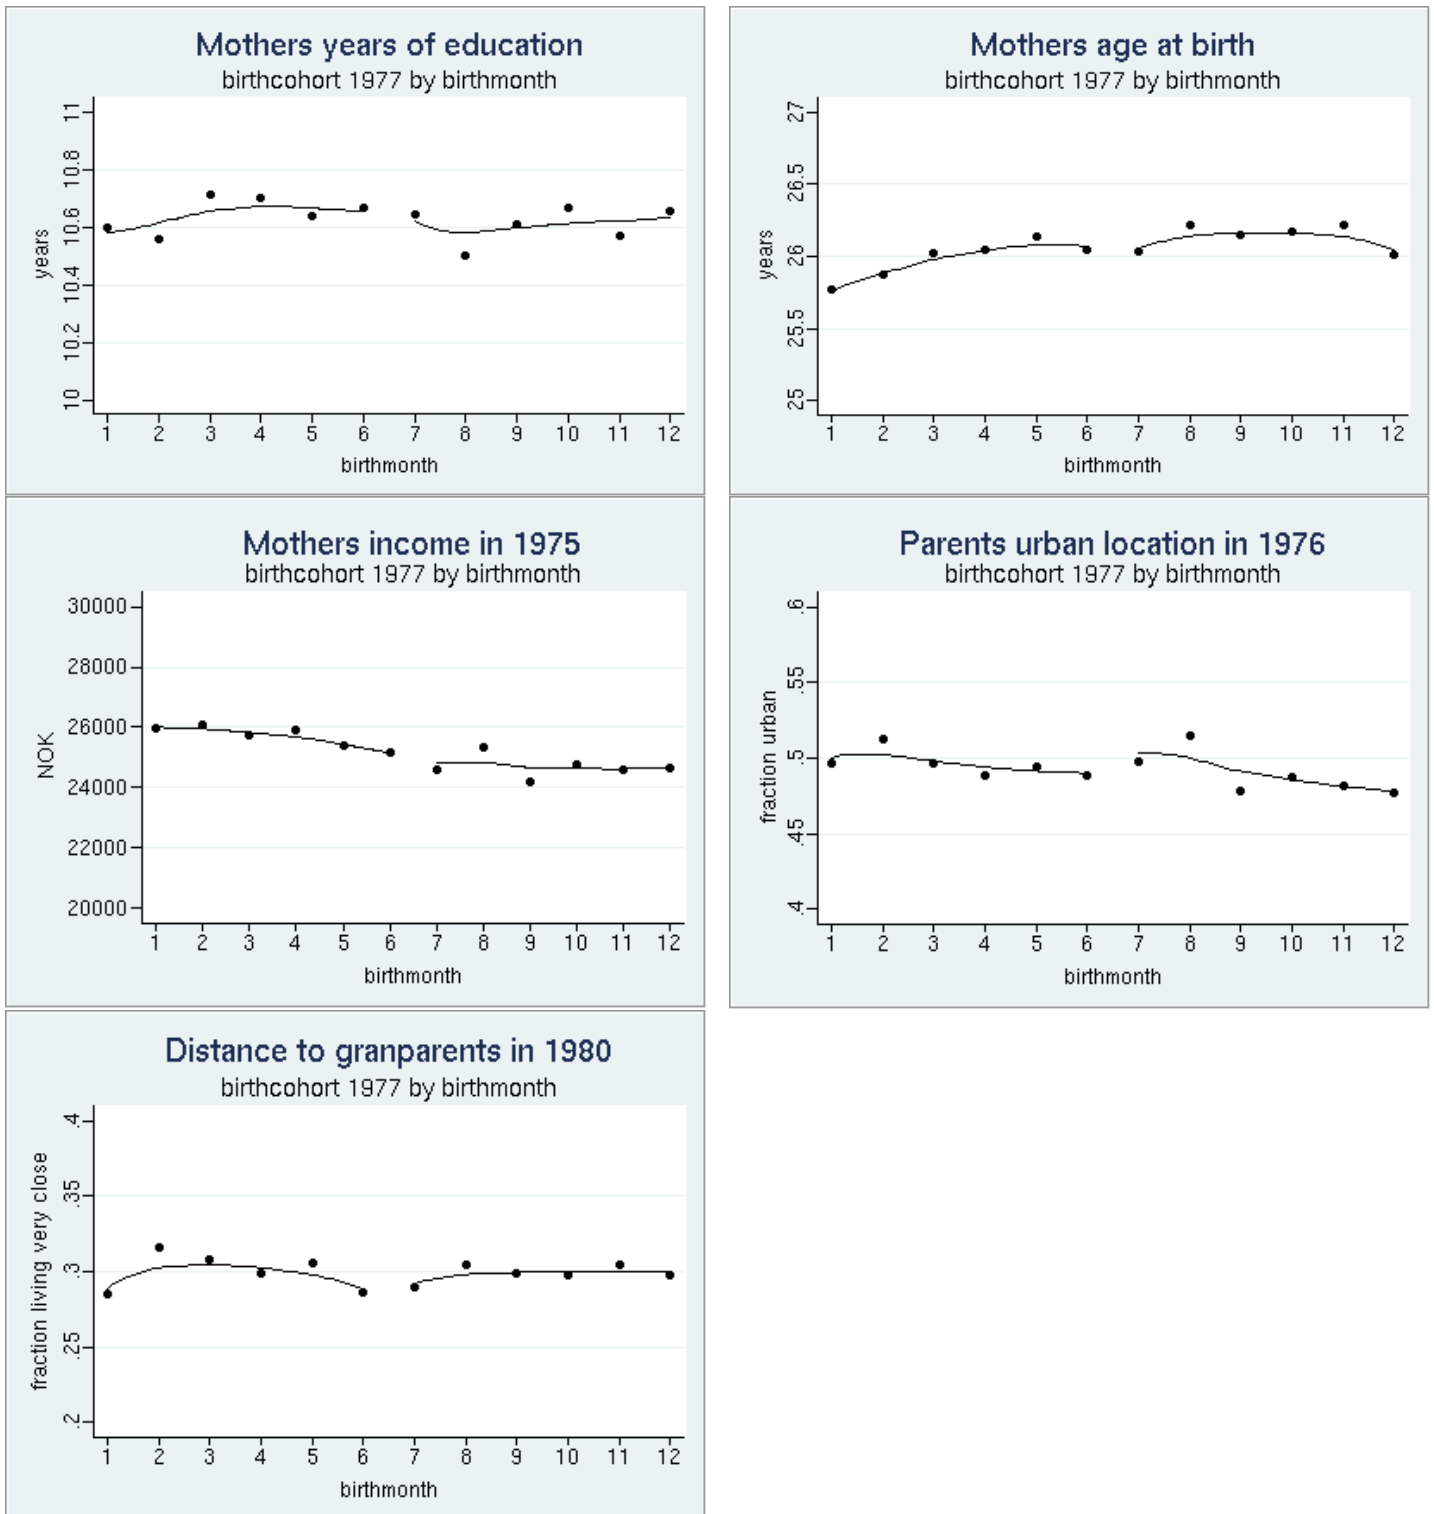 Mothers years of education
birthcohort 1977 by birthmonth
years
11
10.8
10.6
10.4
10.2
10
1 2 3 4 5 6 7 8 9 10 11 12
birthmonth
Mothers age at birth
birthcohort 1977 by birthmonth
years
27
26.5
26
25.5
25
1 2 3 4 5 6 7 8 9 10 11 12
birthmonth
Mothers income in 1975
birthcohort 1977 by birthmonth
NOK
30000
28000
26000
24000
22000
20000
1 2 3 4 5 6 7 8 9 10 11 12
birthmonth
Parents urban location in 1976
birthcohort 1977 by birthmonth
fraction urban
.6
.55
.5
.45
.4
1 2 3 4 5 6 7 8 9 10 11 12
birthmonth
Distance to granparents in 1980
birthcohort 1977 by birthmonth
fraction living very close
.4
.35
.3
.25
.2
1 2 3 4 5 6 7 8 9 10 11 12
birthmonth